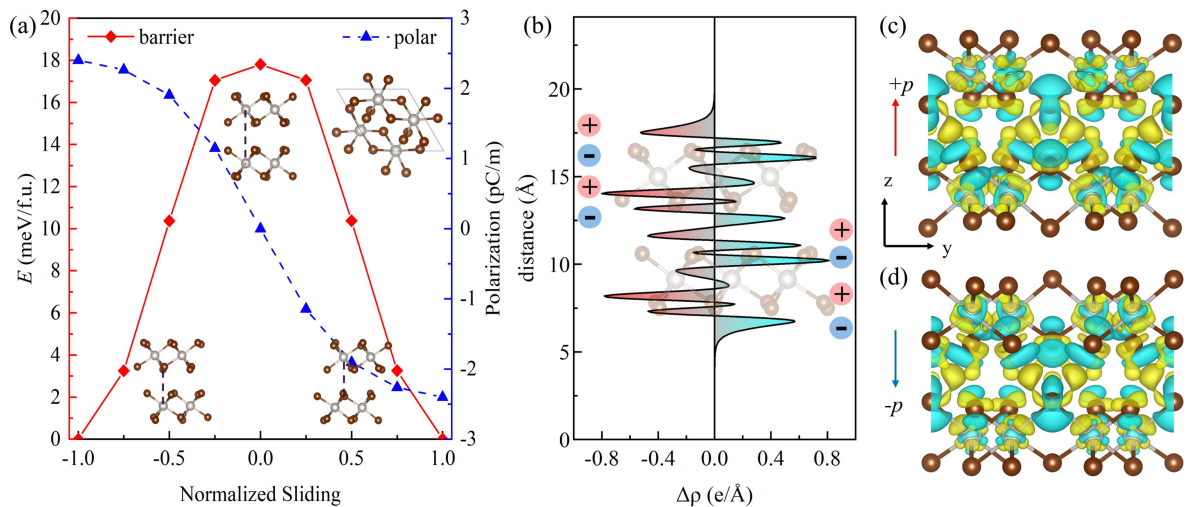 (a)
barrier
polar
E (meV/f.u.)
20
18
16
14
12
10
8
6
4
2
0
3
2
1
0
-1
-2
-3
Polarization (pC/m)
-1.0
-0.5
0.0
0.5
1.0
Normalized Sliding
(b)
distance (Å)
20
15
10
5
0
+
-
+
-
+
-
+
-
-0.8
-0.4
0.0
0.4
0.8
Δρ (e/Å)
(c)
+p
z
y
(d)
-p